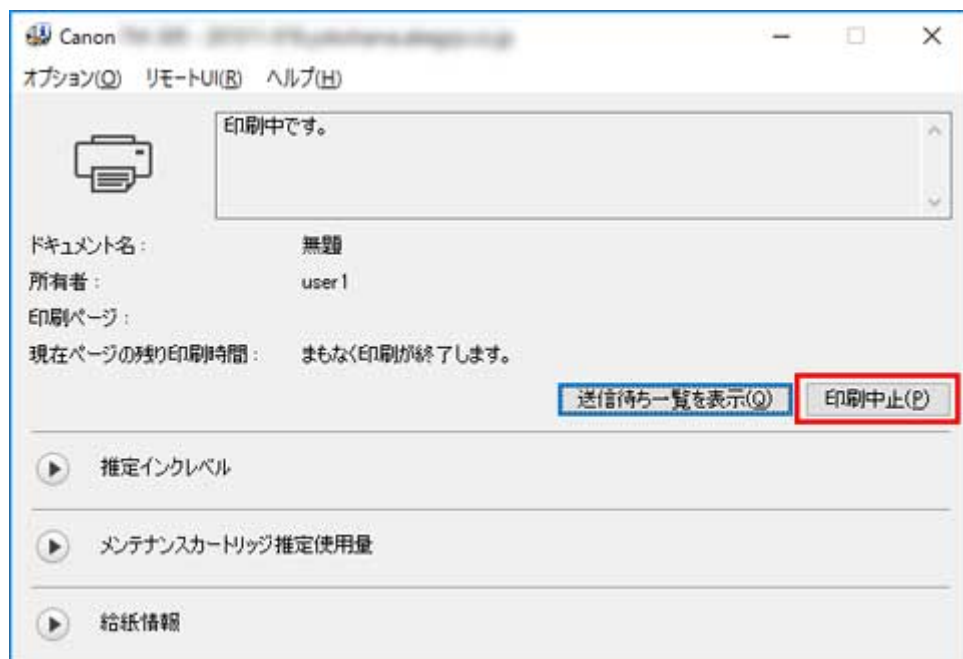 Canon
オプション(O) リモートUI(R) ヘルプ(H)
印刷中です。
ドキュメント名: 無題
所有者: user1
印刷ページ:
現在ページの残り印刷時間: まもなく印刷が終了します。
送信待ち一覧を表示(Q) 印刷中止(P)
推定インクレベル
メンテナンスカートリッジ推定使用量
給紙情報